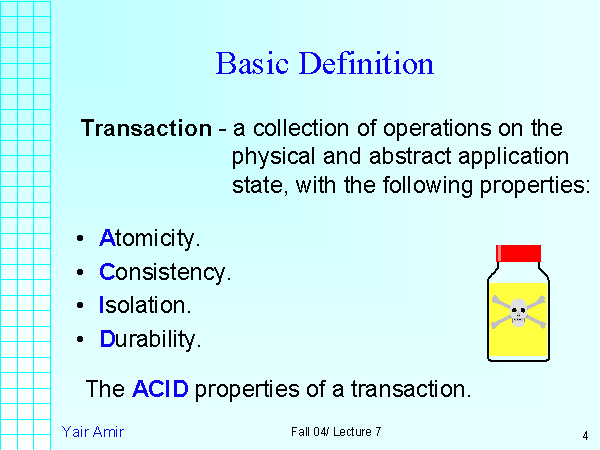 Basic Definition
Transaction - a collection of operations on the
physical and abstract application
state, with the following properties:
• Atomicity.
• Consistency.
• Isolation.
• Durability.
The ACID properties of a transaction.
Yair Amir
Fall 04/ Lecture 7
4